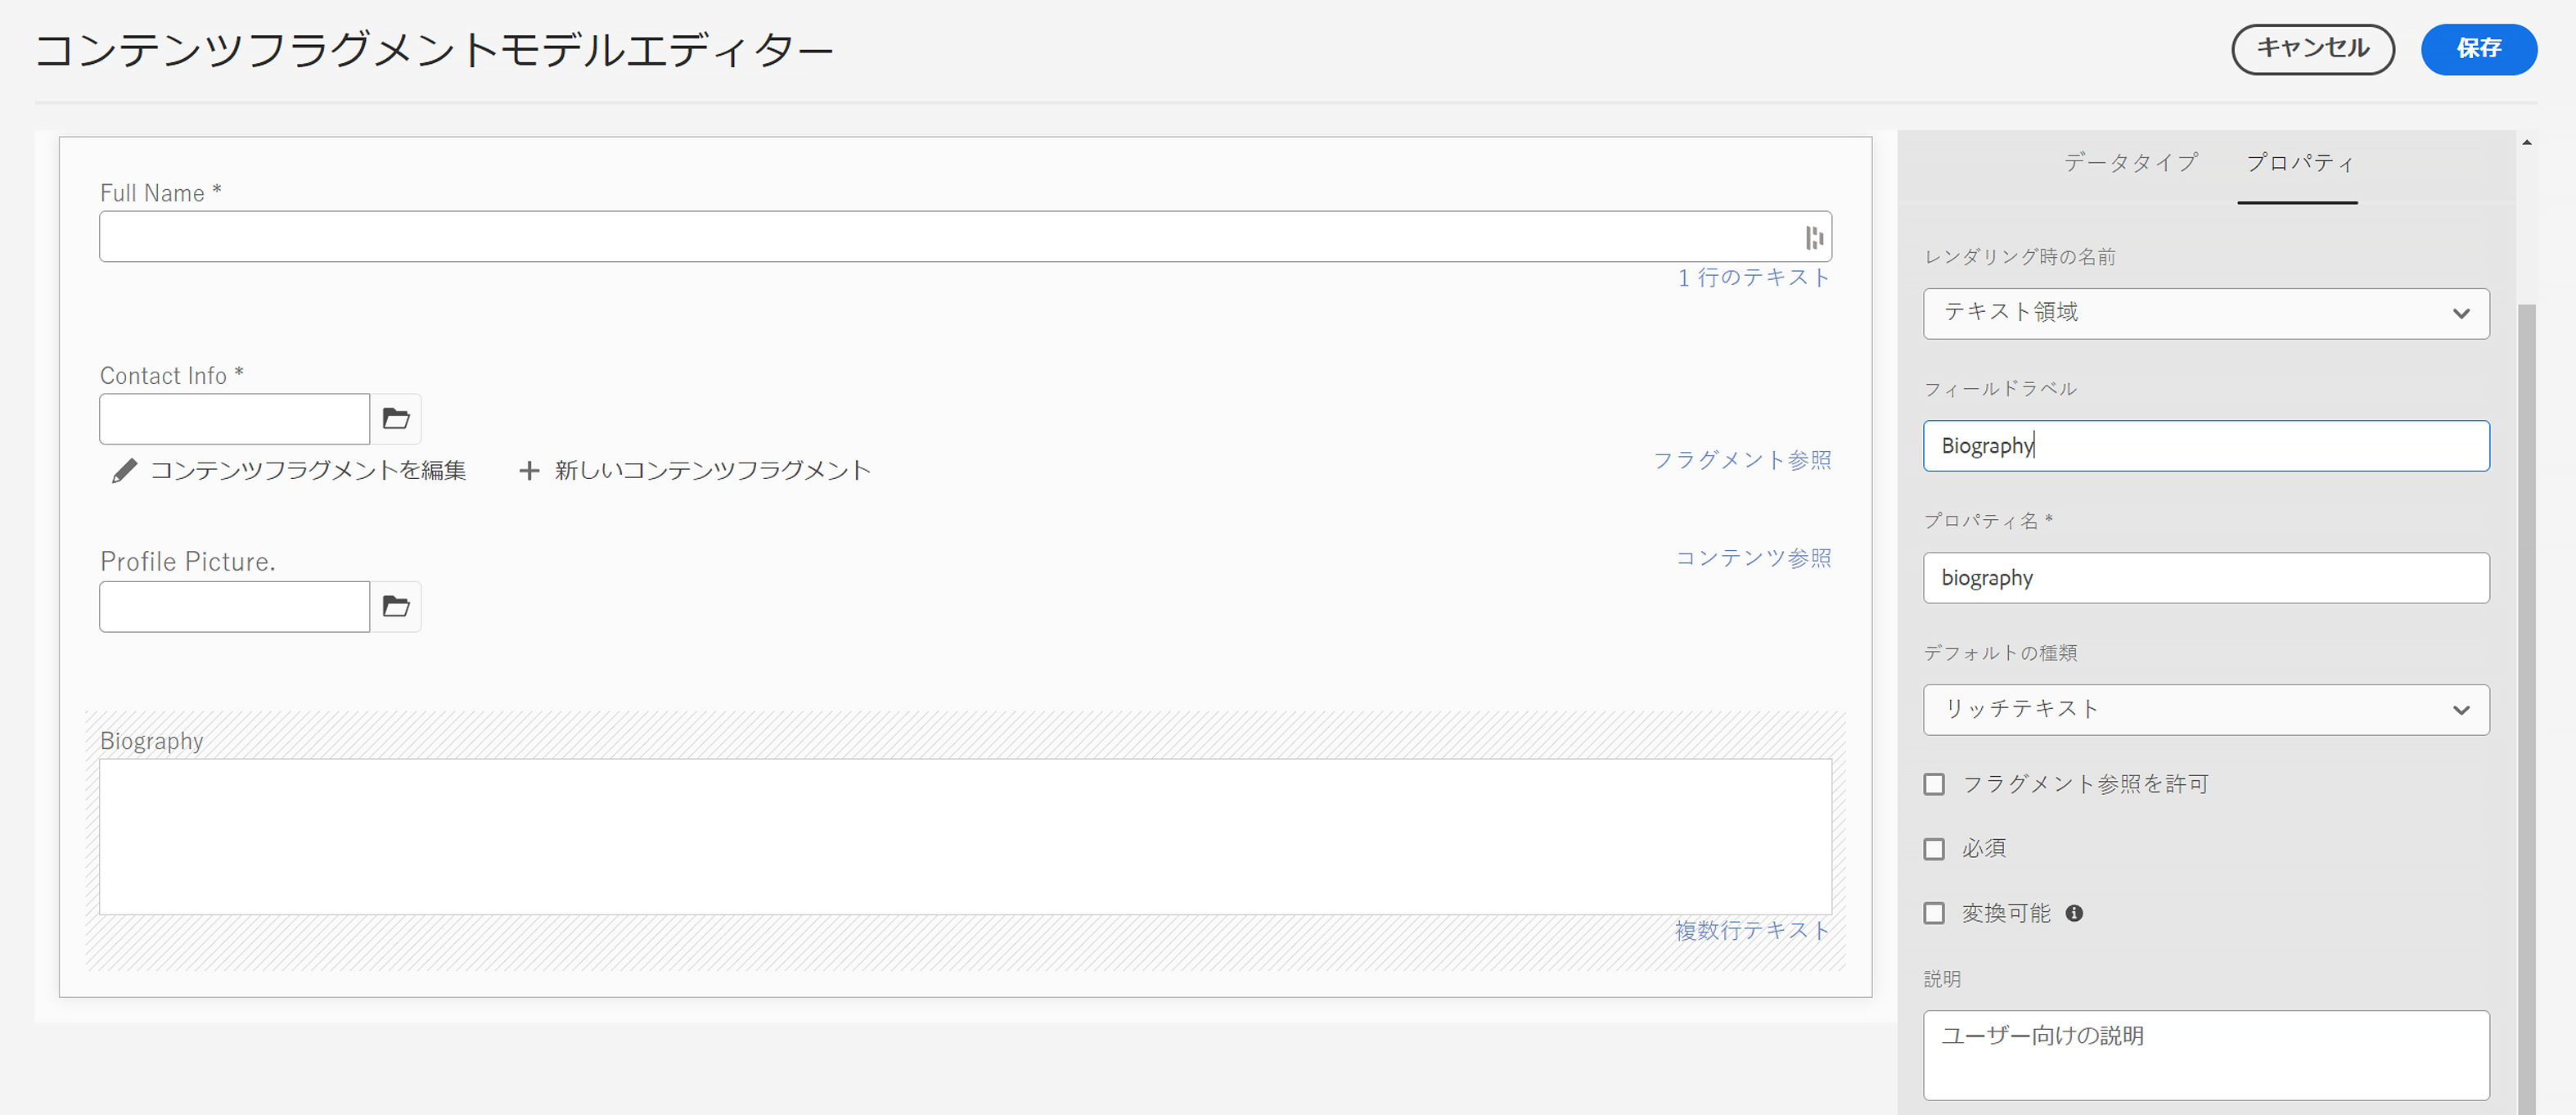 コンテンツフラグメントモデルエディター
キャンセル
保存
Full Name *
1 行のテキスト
Contact Info *
コンテンツフラグメントを編集
新しいコンテンツフラグメント
フラグメント参照
Profile Picture.
コンテンツ参照
Biography
複数行テキスト
データタイプ
プロパティ
レンダリング時の名前
テキスト領域
フィールドラベル
Biography
プロパティ名 *
biography
デフォルトの種類
リッチテキスト
フラグメント参照を許可
必須
変換可能
説明
ユーザー向けの説明